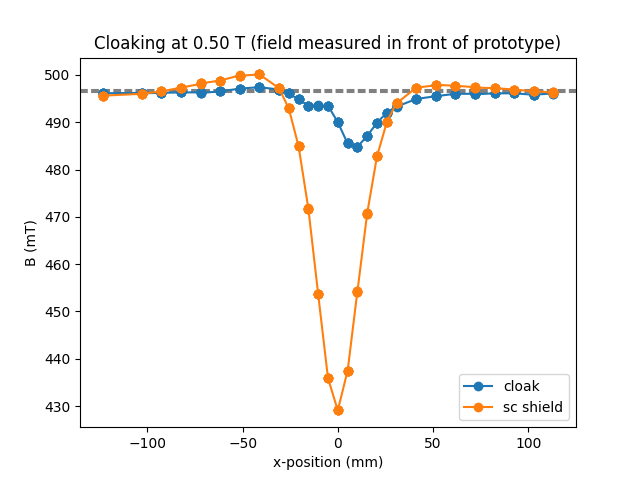 Cloaking at 0.50 T (field measured in front of prototype)
500
490
480
470
460
450
440
430
B (mT)
−100
−50
0
50
100
x-position (mm)
cloak
sc shield